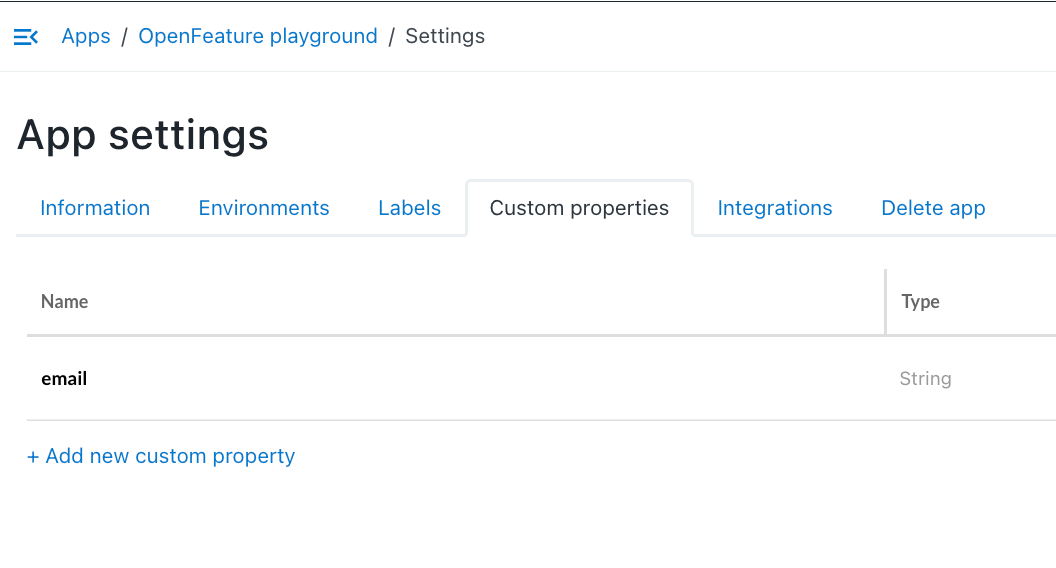 Apps / OpenFeature playground / Settings
App settings
Information Environments Labels Custom properties Integrations Delete app
Name Type
email String
+ Add new custom property